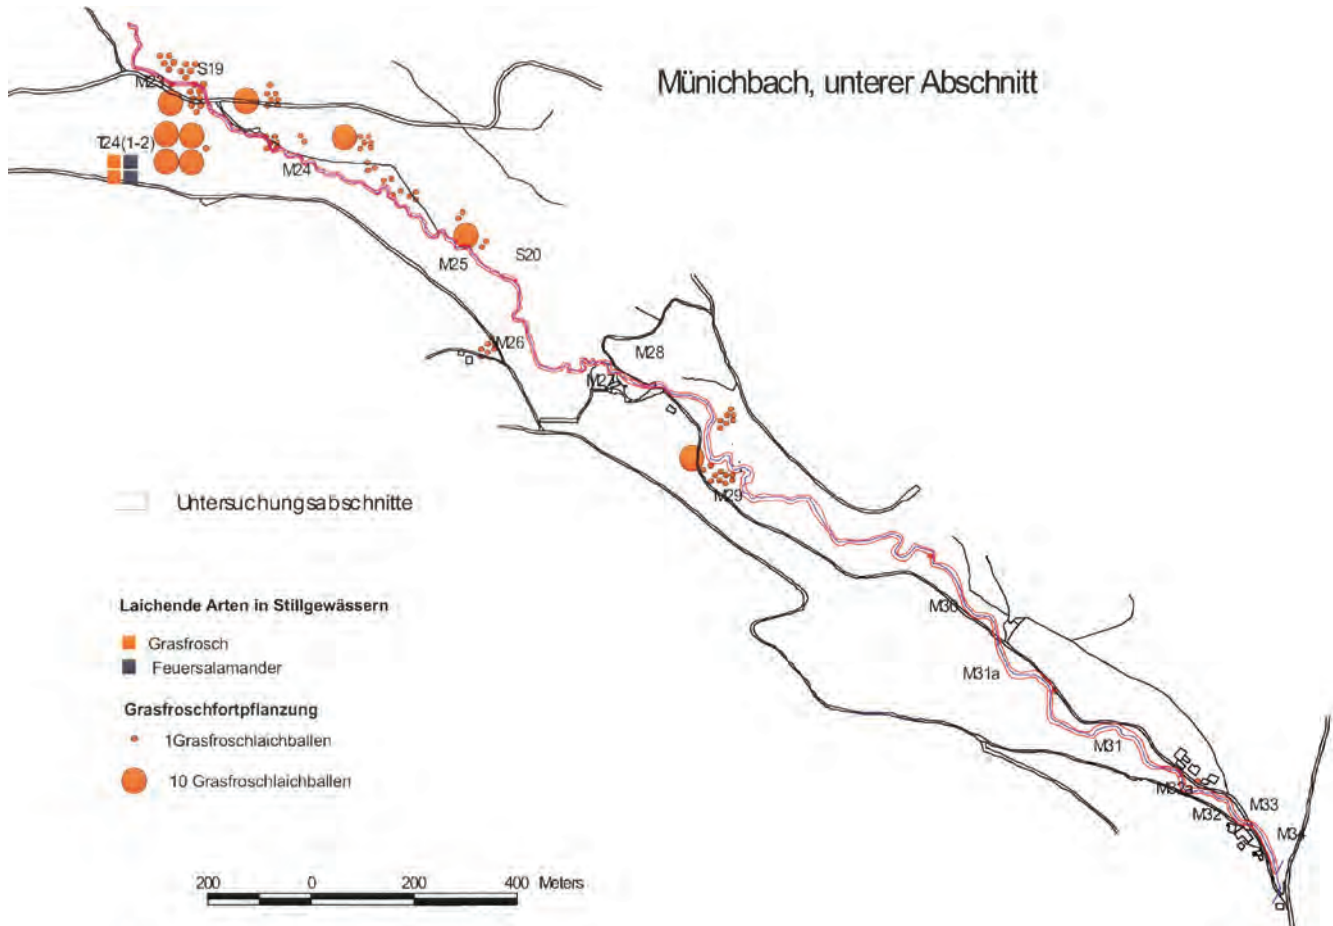 Münichbach, unterer Abschnitt
S19
M23
T24(1-2)
M24
S20
M25
M26
M28
M27
M29
Untersuchungsabschnitte
Laichende Arten in Stillgewässern
Grasfrosch
Feuersalamander
Grasfroschfortpflanzung
1Grasfroschlaichballen
10 Grasfroschlaichballen
M30
M31a
M31
M32a
M32
M33
M34
200 0 200 400 Meters